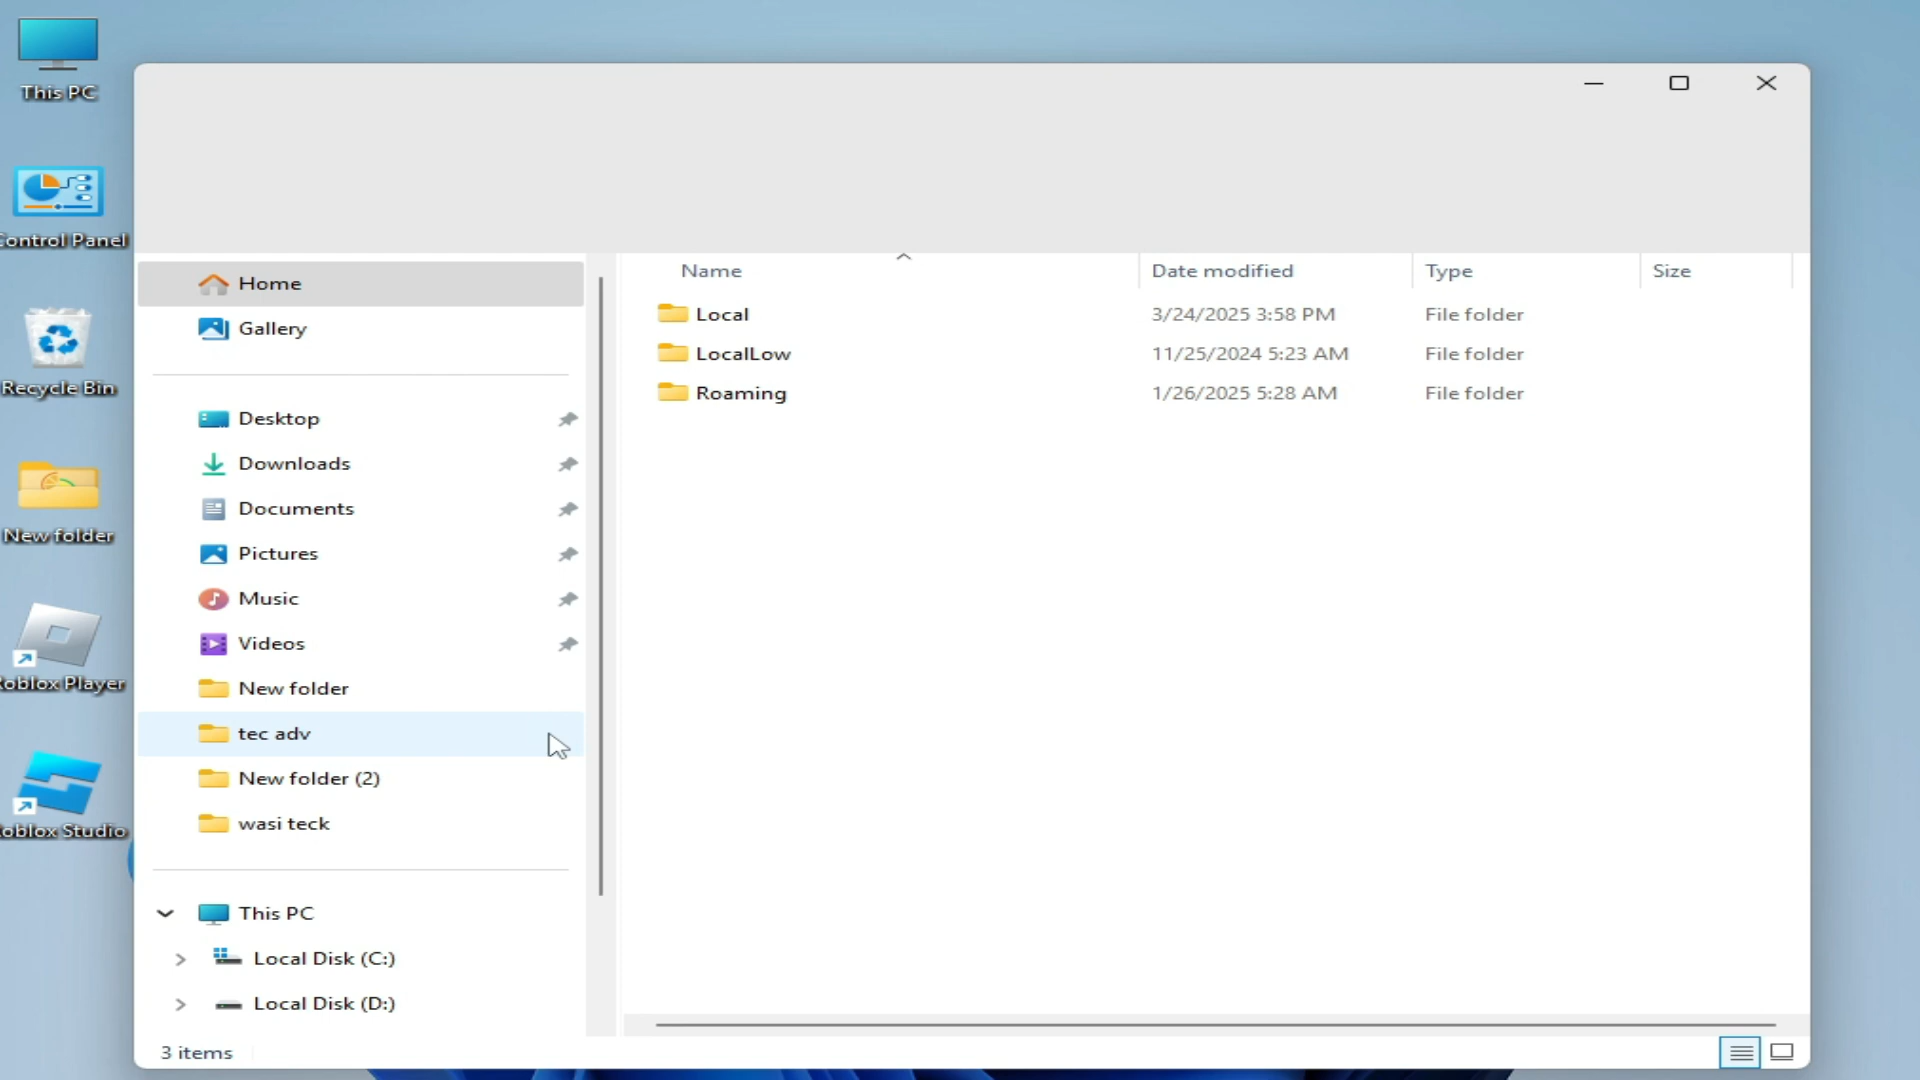 This PC
Control Panel
Recycle Bin
New folder
Roblox Player
Roblox Studio
Home
Gallery
Desktop
Downloads
Documents
Pictures
Music
Videos
New folder
tec adv
New folder (2)
wasi teck
This PC
Local Disk (C:)
Local Disk (D:)
Name Date modified Type Size
Local 3/24/2025 3:58 PM File folder
LocalLow 11/25/2024 5:23 AM File folder
Roaming 1/26/2025 5:28 AM File folder
3 items